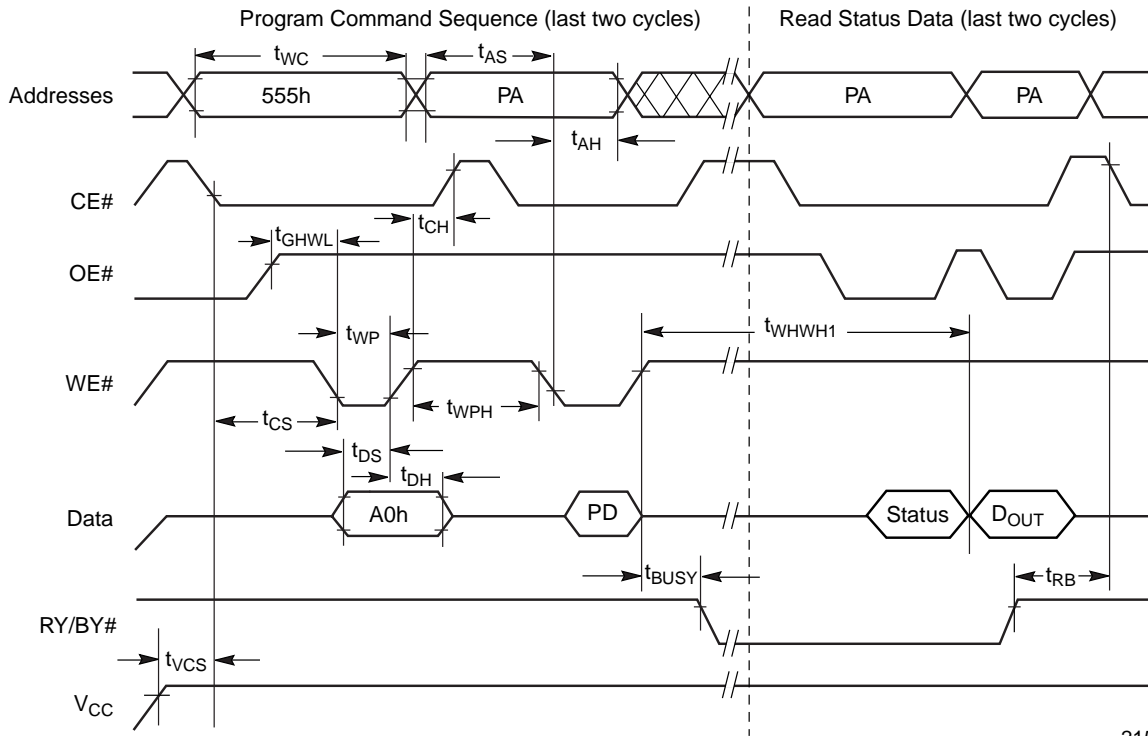 Program Command Sequence (last two cycles)
Read Status Data (last two cycles)
tWC
tAS
Addresses
555h
PA
PA
PA
tAH
CE#
tCH
tGHWL
OE#
tWP
tWHWH1
WE#
tCS
tWPH
tDS
tDH
Data
A0h
PD
Status
DOUT
tBUSY
tRB
RY/BY#
tVCS
VCC